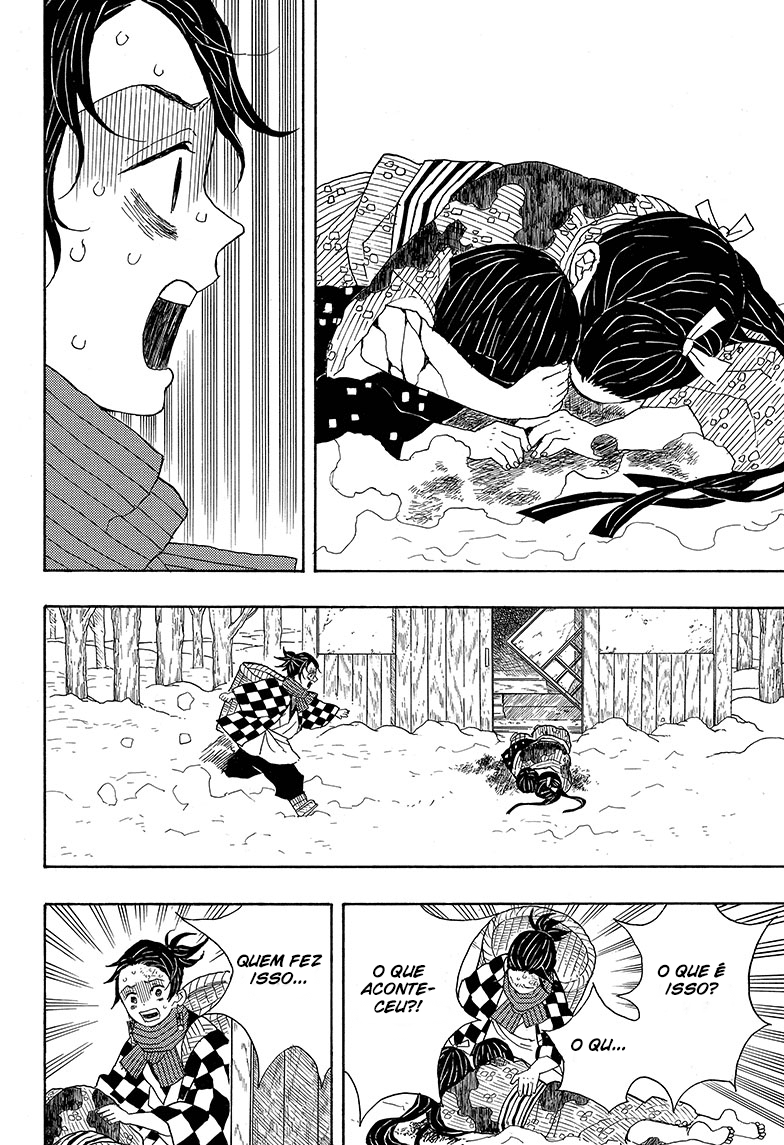 O QUE É
ISSO?
O QU...
O QUE
ACONTE-
CEU?!
QUEM FEZ
ISSO...